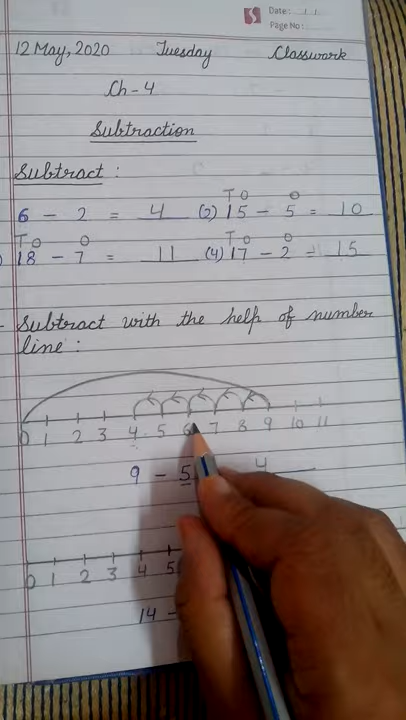 Date: 1 1
Page No:
12 May, 2020 Tuesday Classwork
Ch-4
Subtraction
Subtract :
T O O
6 - 2 = 4 (2) 15 - 5 = 10
T O O T O O
18 - 7 = 11 (4) 17 - 2 = 15
Subtract with the help of number
line :
0 1 2 3 4 5 6 7 8 9 10 11
9 - 5 4
0 1 2 3 4 5
14 -